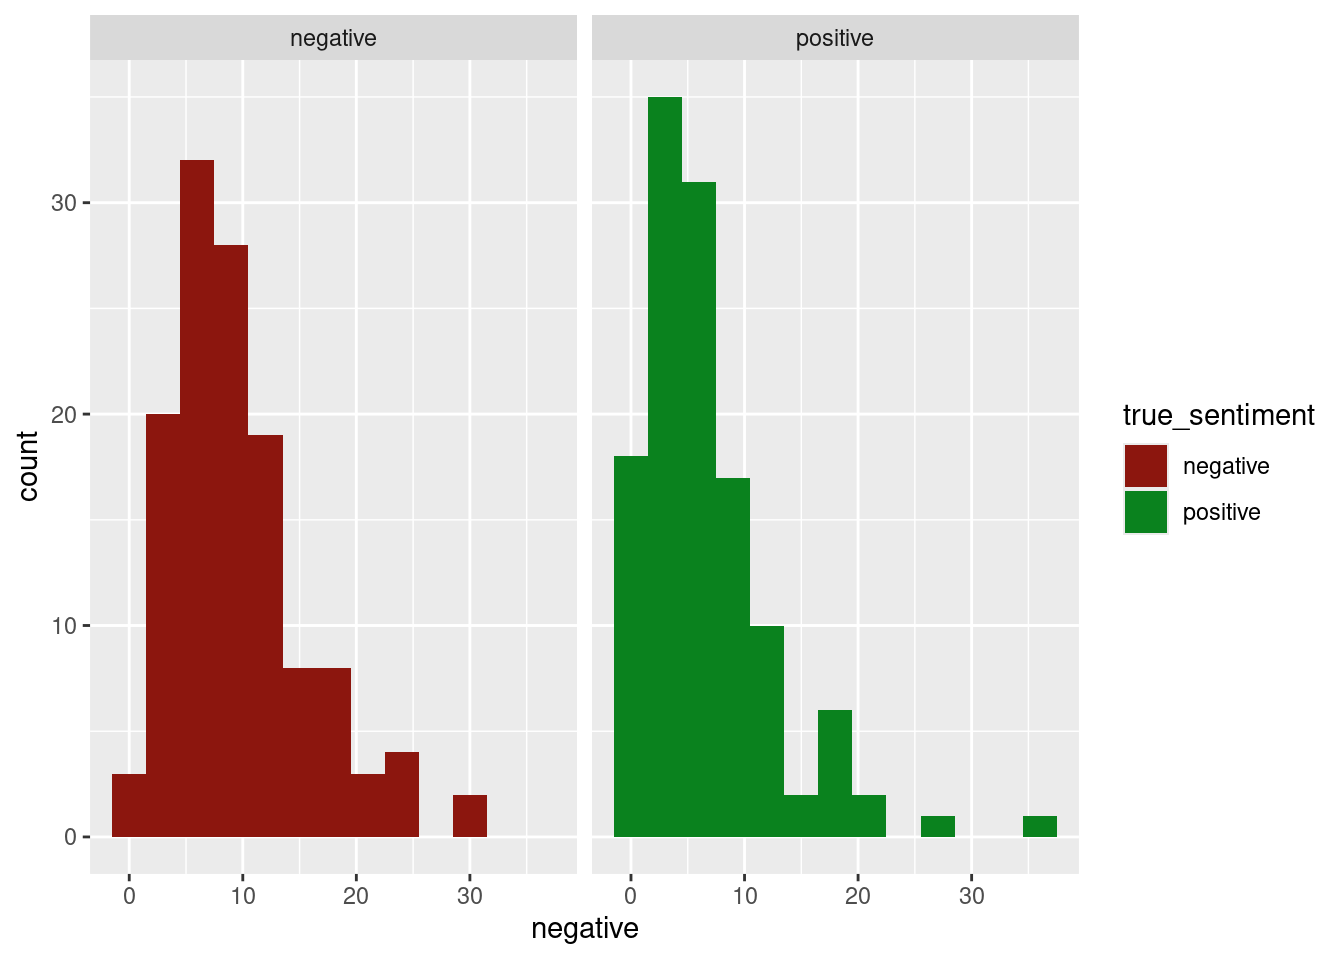 negative
positive
30
20
10
0
count
0 10 20 30
0 10 20 30
negative
true_sentiment
negative
positive